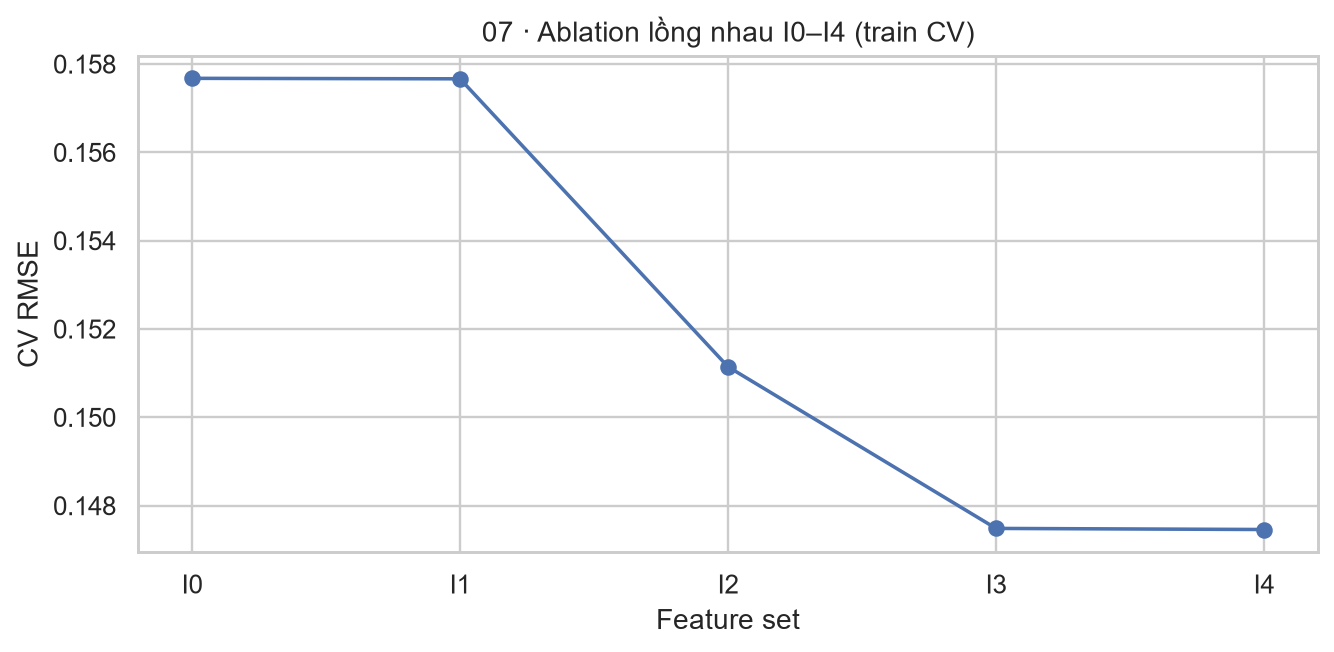 07 · Ablation lồng nhau I0–I4 (train CV)
0.158
0.156
0.154
0.152
0.150
0.148
CV RMSE
I0 I1 I2 I3 I4
Feature set